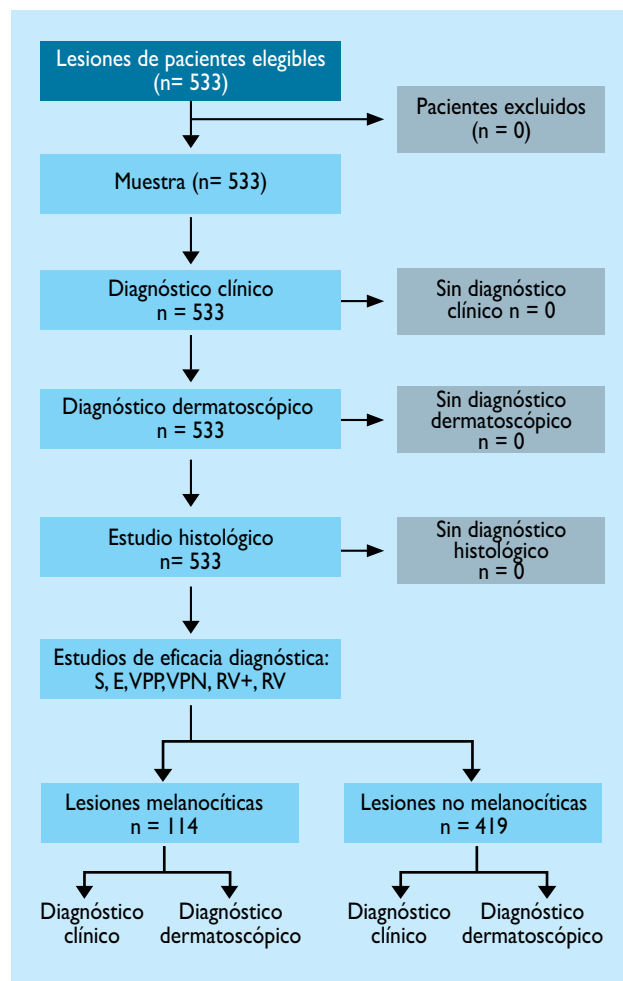 Lesiones de pacientes elegibles
(n= 533)
Pacientes excluidos
(n = 0)
Muestra (n= 533)
Diagnóstico clínico
n = 533
Sin diagnóstico
clínico n = 0
Diagnóstico dermatoscópico
n = 533
Sin diagnóstico
dermatoscópico
n = 0
Estudio histológico
n= 533
Sin diagnóstico
histológico
n = 0
Estudios de eficacia diagnóstica:
S, E, VPP, VPN, RV+, RV
Lesiones melanocíticas
n = 114
Lesiones no melanocíticas
n = 419
Diagnóstico
clínico
Diagnóstico
dermatoscópico
Diagnóstico
clínico
Diagnóstico
dermatoscópico